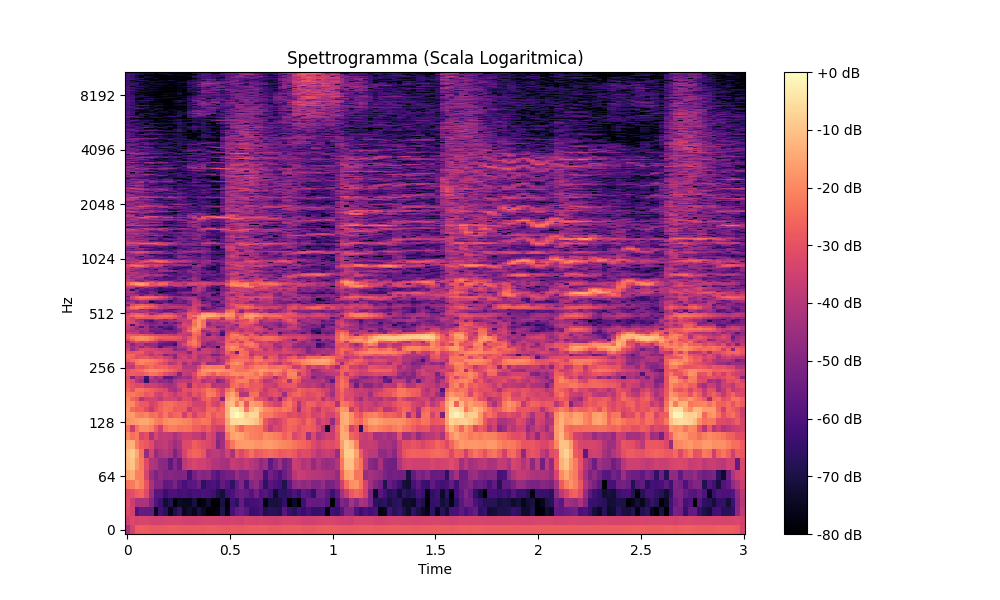 Spettrogramma (Scala Logaritmica)
Hz
8192
4096
2048
1024
512
256
128
64
0
0
0.5
1
1.5
2
2.5
3
Time
+0 dB
-10 dB
-20 dB
-30 dB
-40 dB
-50 dB
-60 dB
-70 dB
-80 dB